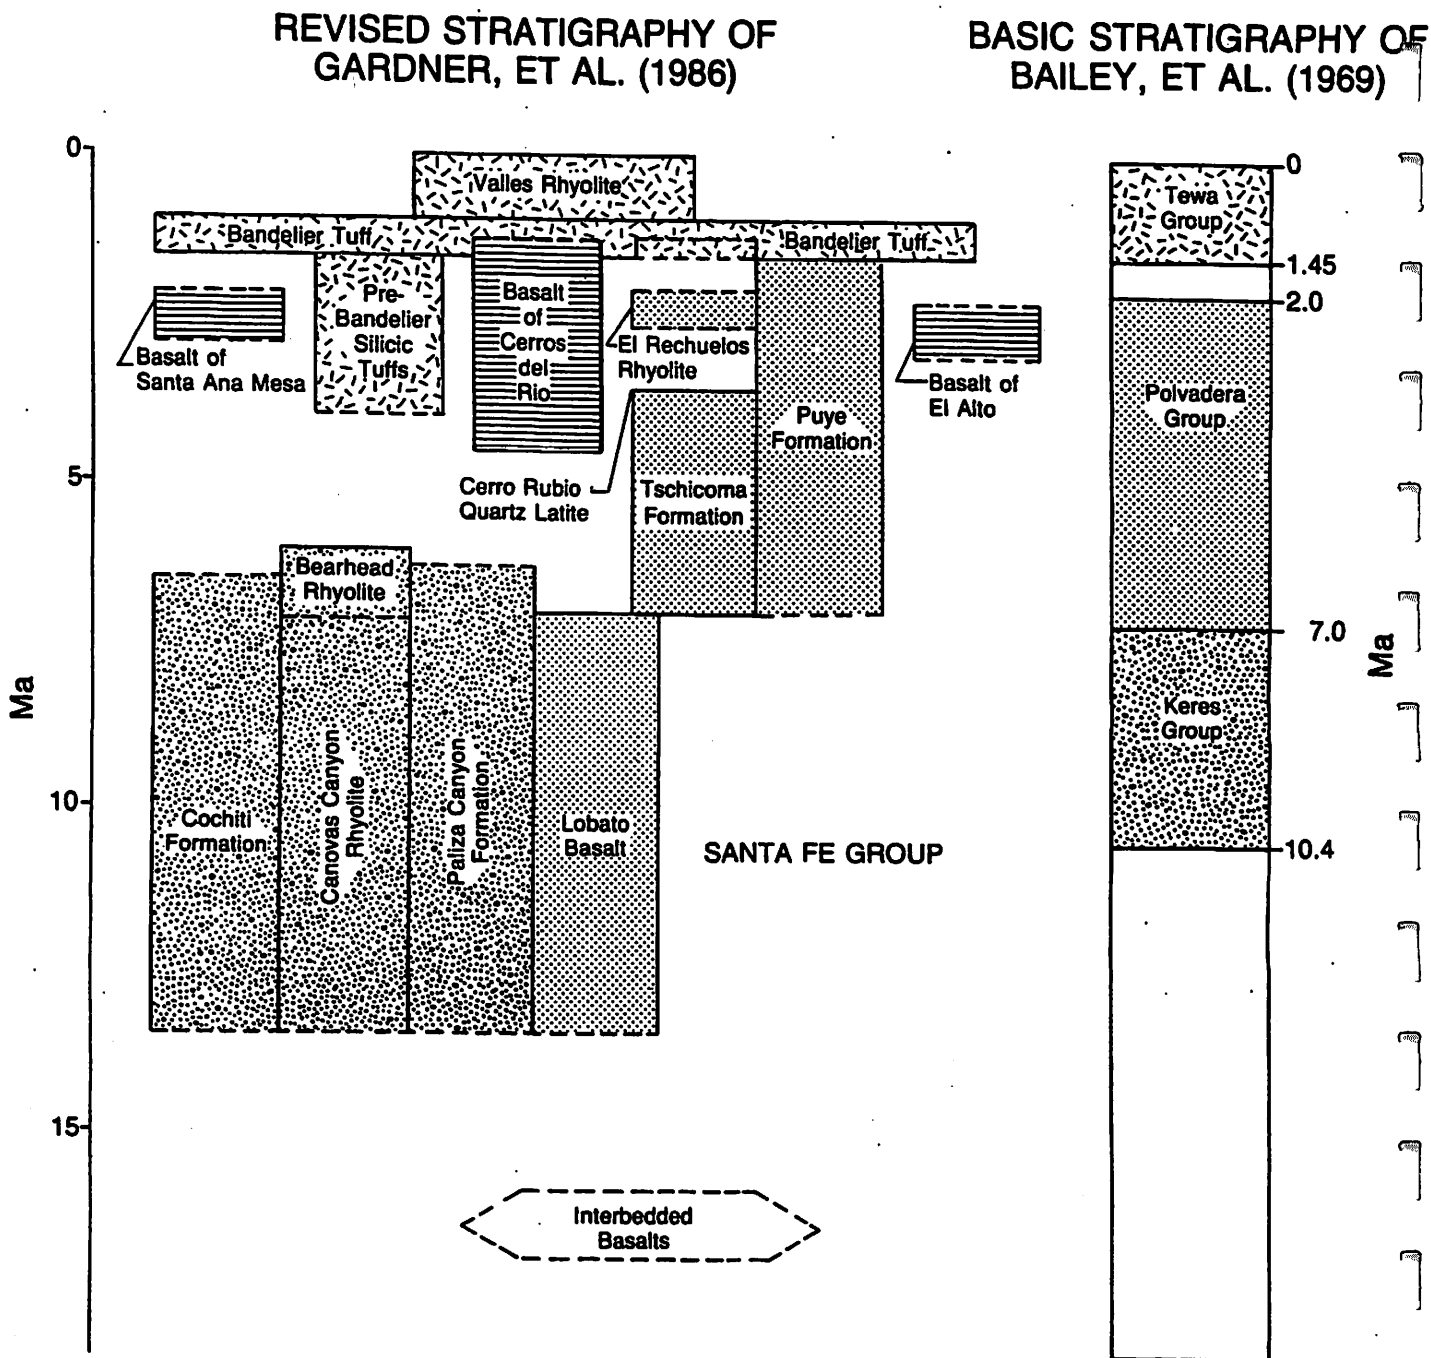 REVISED STRATIGRAPHY OF
GARDNER, ET AL. (1986)
BASIC STRATIGRAPHY OF
BAILEY, ET AL. (1969)
0
5
10
15
Ma
Valles Rhyolite
Bandelier Tuff
Bandelier Tuff
Pre-
Bandelier
Silicic
Tuffs
Basalt
of
Cerros
del
Rio
Basalt of
Santa Ana Mesa
El Rechuelos
Rhyolite
Basalt of
El Alto
Puye
Formation
Cerro Rubio
Quartz Latite
Tschicoma
Formation
Bearhead
Rhyolite
Cochiti
Formation
Canovas Canyon
Rhyolite
Paliza Canyon
Formation
Lobato
Basalt
SANTA FE GROUP
Interbedded
Basalts
Tewa
Group
Polvadera
Group
Keres
Group
0
1.45
2.0
7.0
10.4
Ma